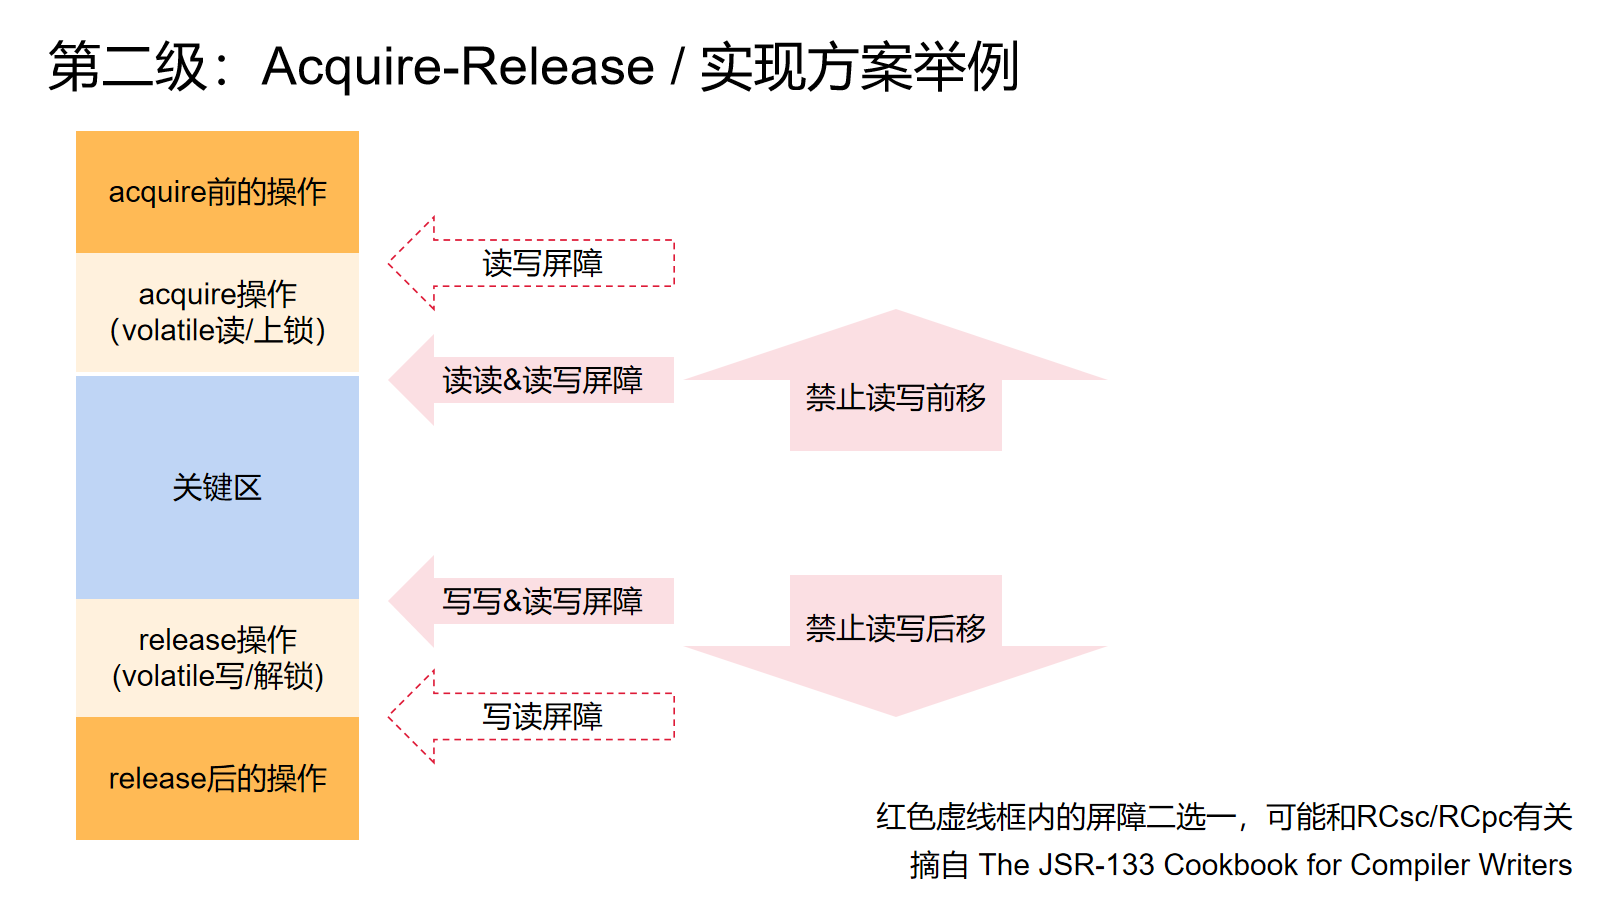 第二级：Acquire-Release / 实现方案举例
acquire前的操作
读写屏障
acquire操作
（volatile读/上锁）
读读&读写屏障
禁止读写前移
关键区
写写&读写屏障
禁止读写后移
release操作
(volatile写/解锁)
写读屏障
release后的操作
红色虚线框内的屏障二选一，可能和RCsc/RCpc有关
摘自 The JSR-133 Cookbook for Compiler Writers